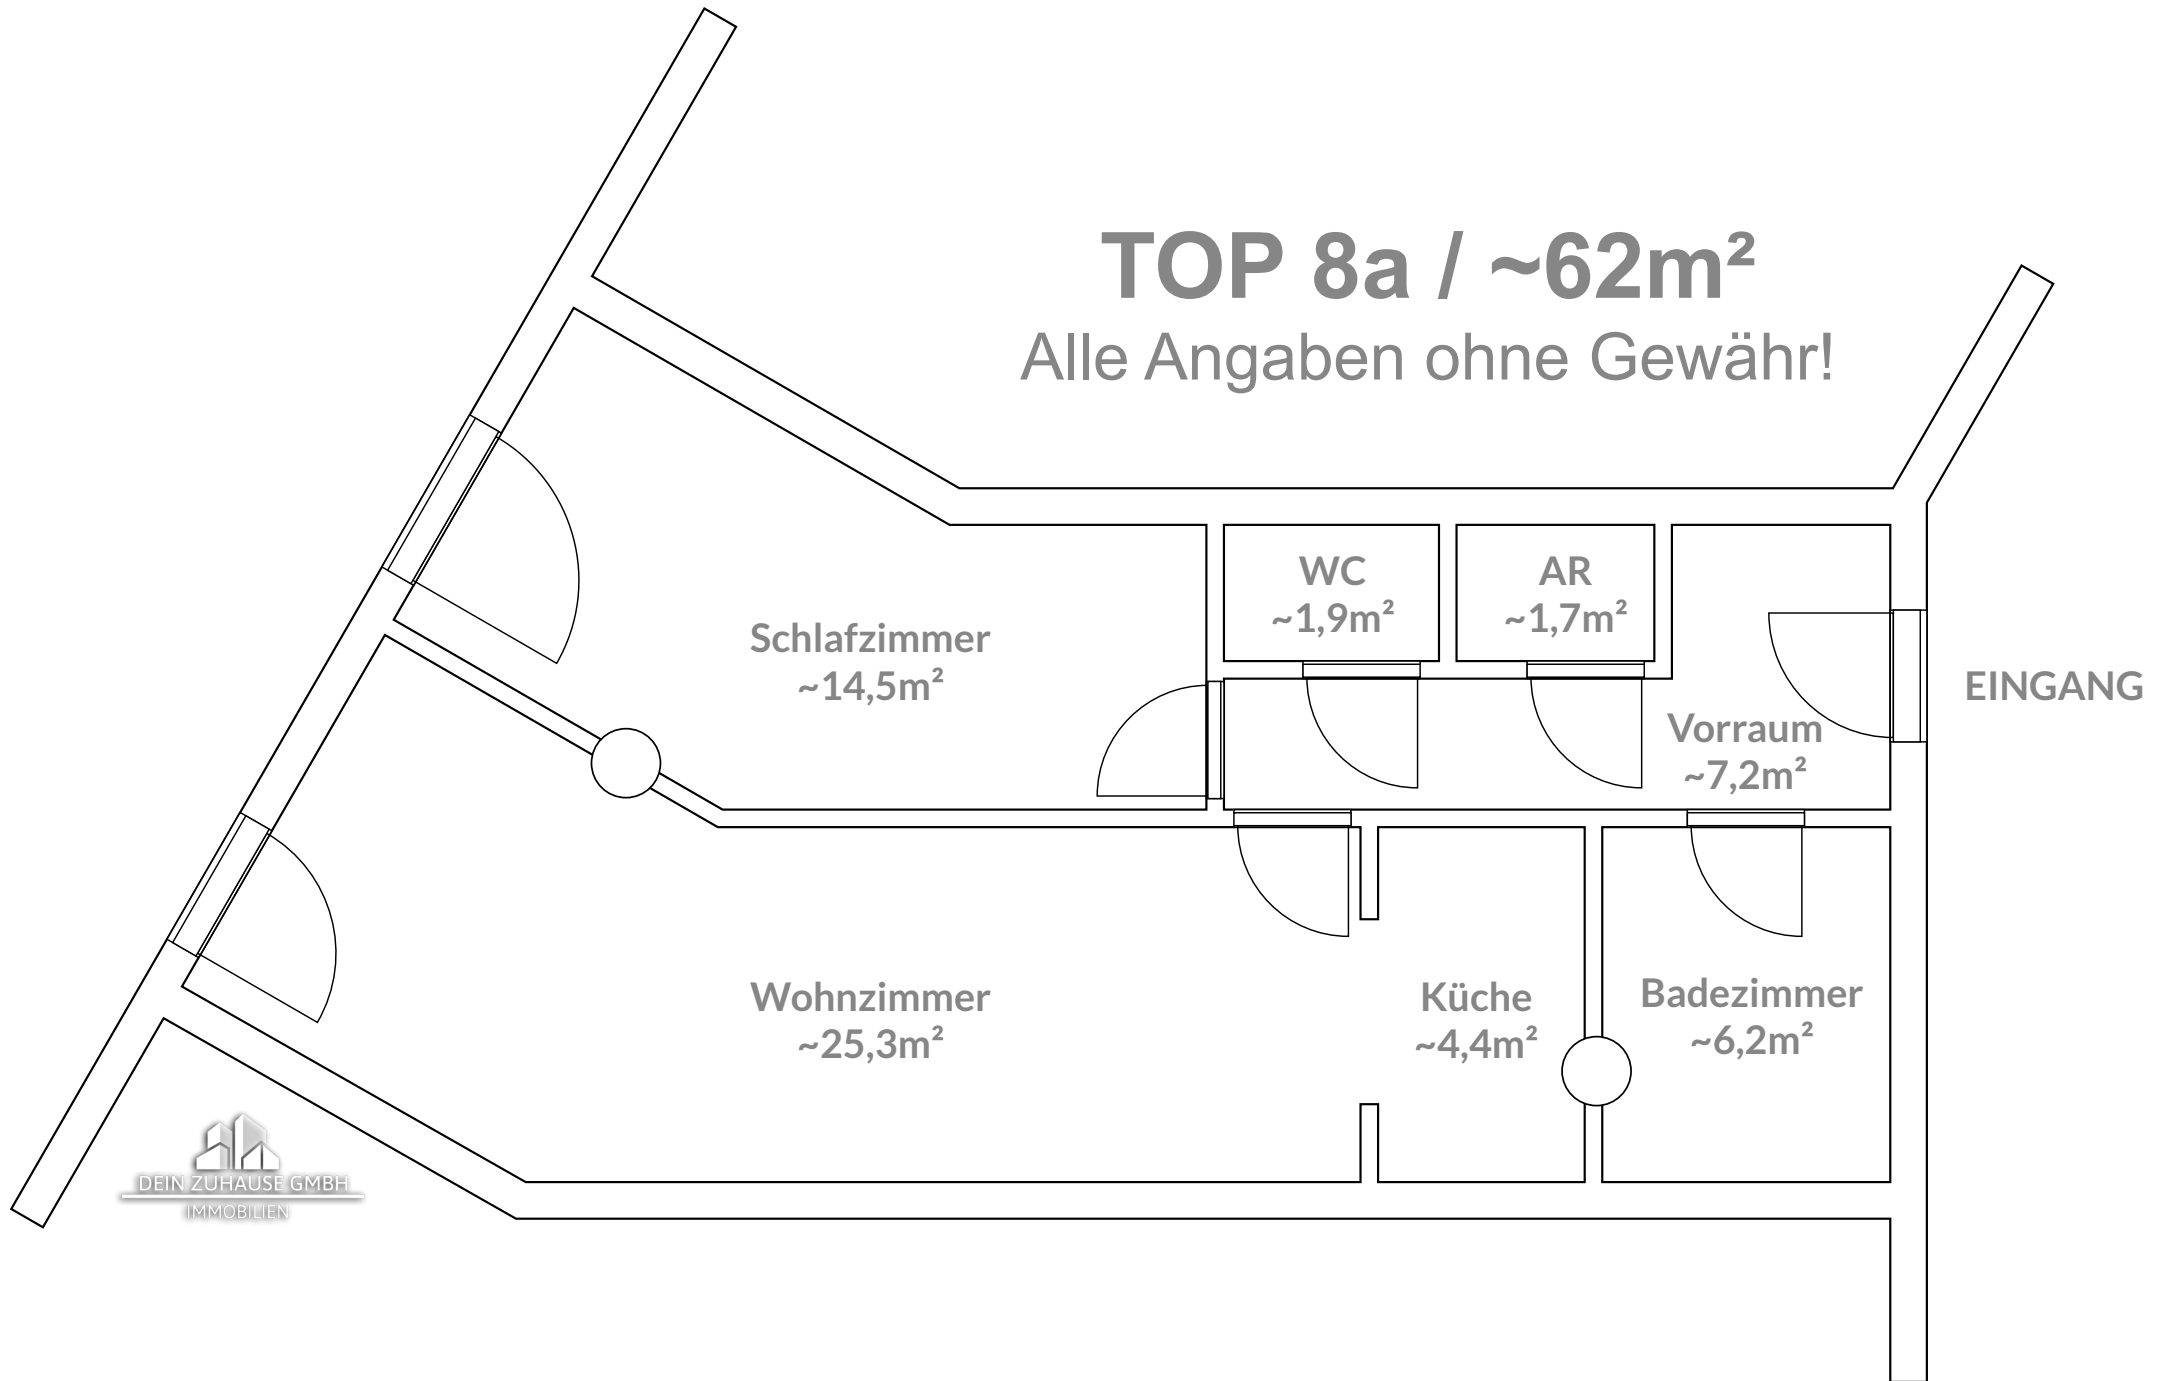 TOP 8a / ~62m²
Alle Angaben ohne Gewähr!
WC
~1,9m²
AR
~1,7m²
Schlafzimmer
~14,5m²
EINGANG
Vorraum
~7,2m²
Wohnzimmer
~25,3m²
Küche
~4,4m²
Badezimmer
~6,2m²
DEIN ZUHAUSE GMBH
IMMOBILIEN